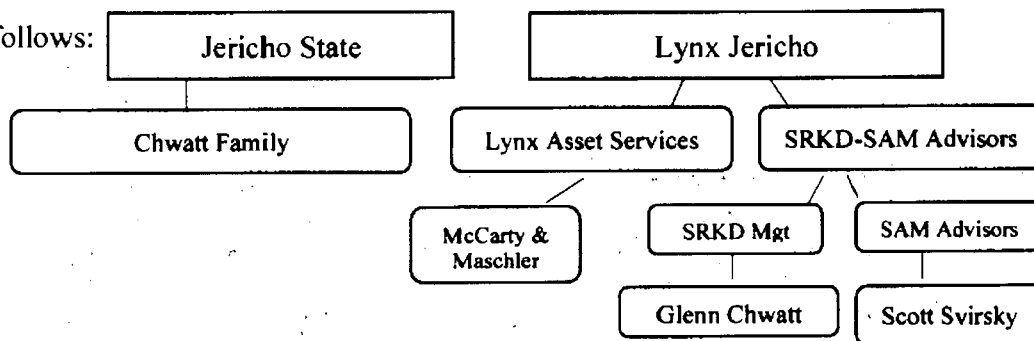 follows:
Jericho State
Lynx Jericho
Chwatt Family
Lynx Asset Services
SRKD-SAM Advisors
McCarty &
Maschler
SRKD Mgt
SAM Advisors
Glenn Chwatt
Scott Svirsky